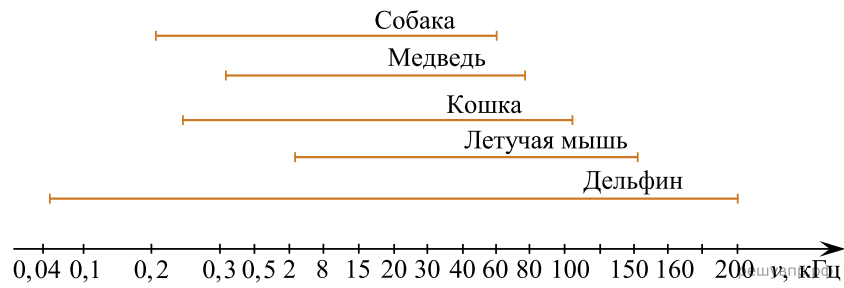 Собака
Медведь
Кошка
Летучая мышь
Дельфин
0,04 0,1 0,2 0,3 0,5 2 8 15 20 30 40 60 80 100 150 160 200 ν, кГц